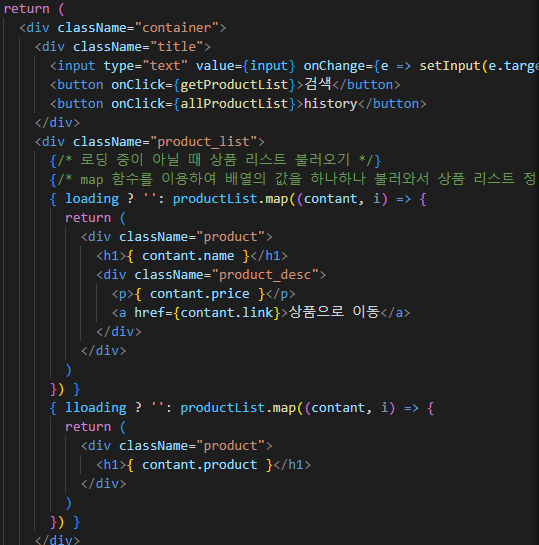 return (
<div className="container">
<div className="title">
<input type="text" value={input} onChange={e => setInput(e.targe
<button onClick={getProductList}>검색</button>
<button onClick={allProductList}>history</button>
</div>
<div className="product_list">
{/* 로딩 중이 아닐 때 상품 리스트 불러오기 */}
{/* map 함수를 이용하여 배열의 값을 하나하나 불러와서 상품 리스트 정
{ loading ? '': productList.map((contant, i) => {
return (
<div className="product">
<h1>{ contant.name }</h1>
<div className="product_desc">
<p>{ contant.price }</p>
<a href={contant.link}>상품으로 이동</a>
</div>
</div>
)
}) }
{ lloading ? '': productList.map((contant, i) => {
return (
<div className="product">
<h1>{ contant.product }</h1>
</div>
)
}) }
</div>